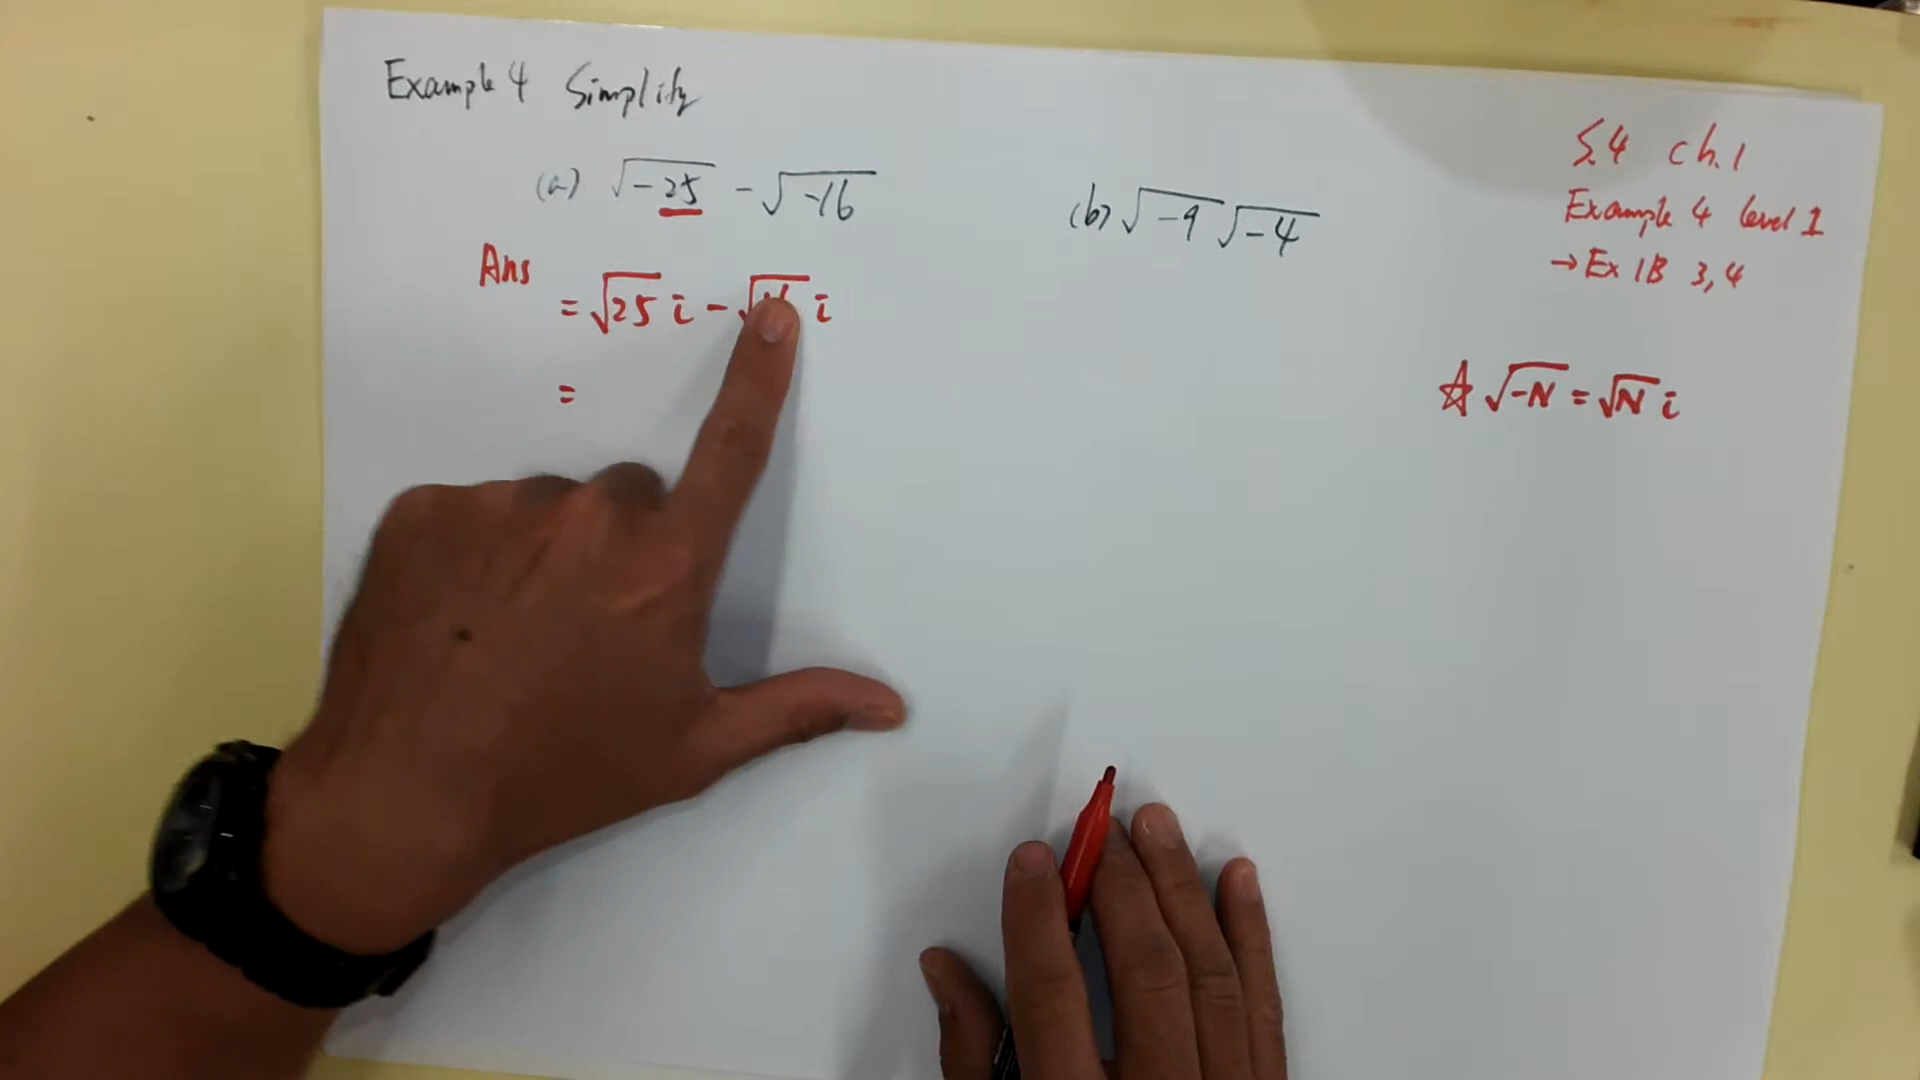 Example 4 Simplify
(a) √-25 - √-16
(b) √-9 √-4
Ans
= √25 i - √16 i
=
S.4 ch.1
Example 4 level 1
→ Ex 1B 3,4
☆ √-N = √N i